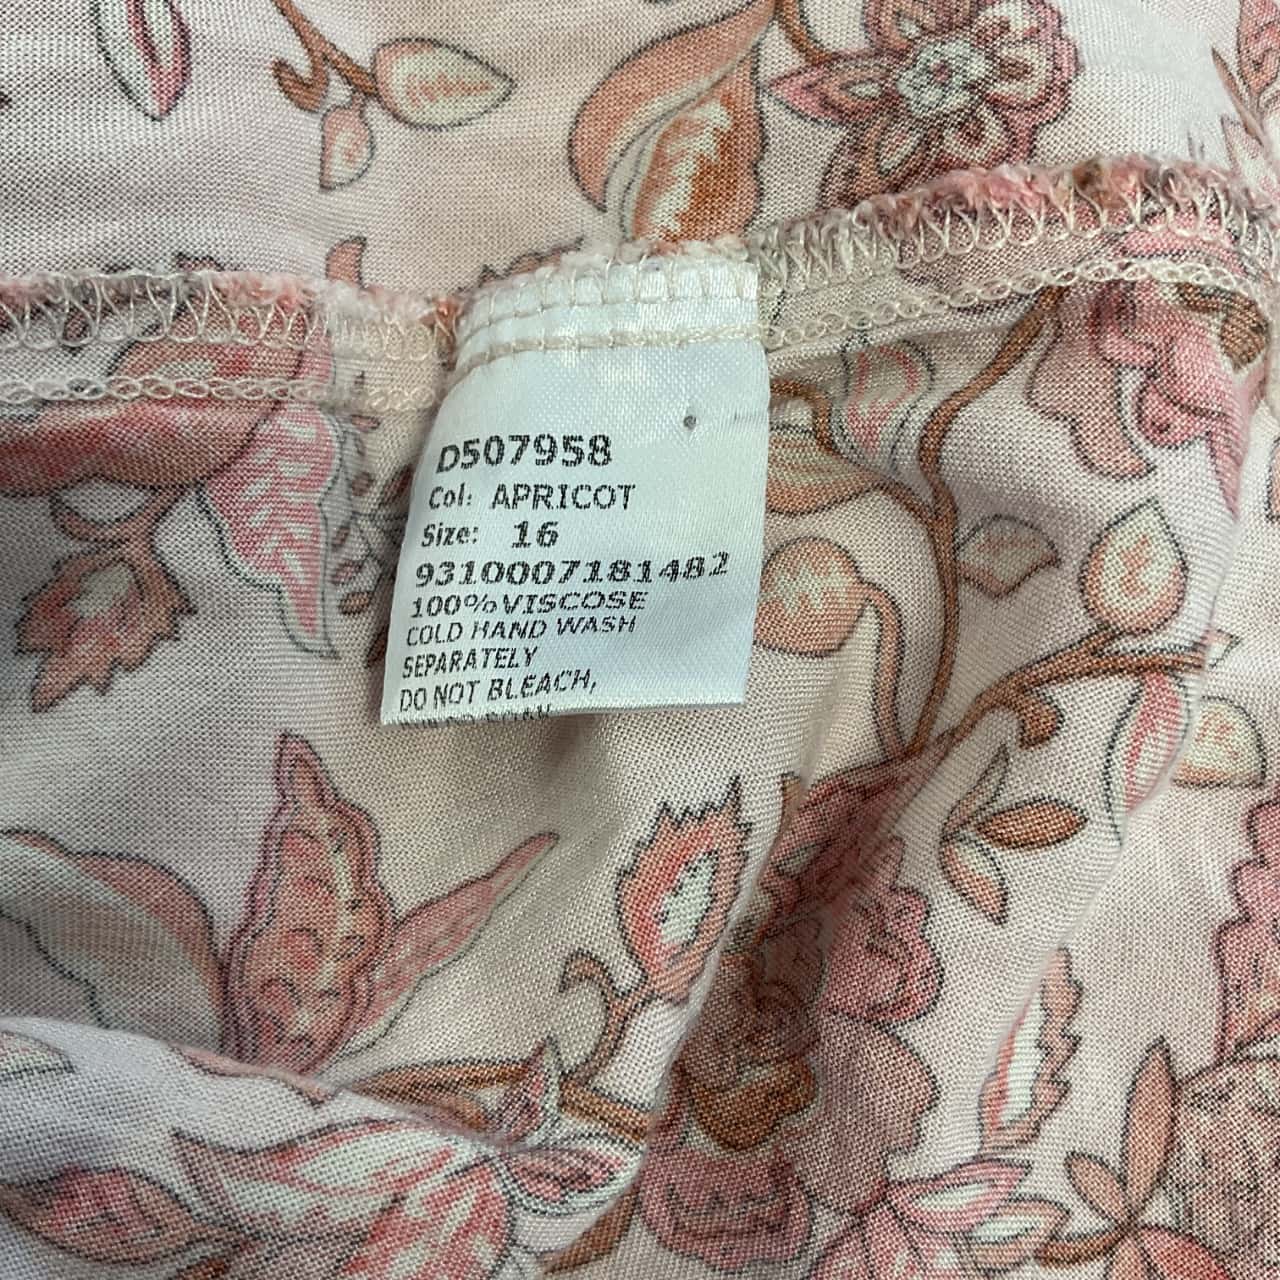 D507958
Col: APRICOT
Size: 16
9310007181482
100%VISCOSE
COLD HAND WASH
SEPARATELY
DO NOT BLEACH,